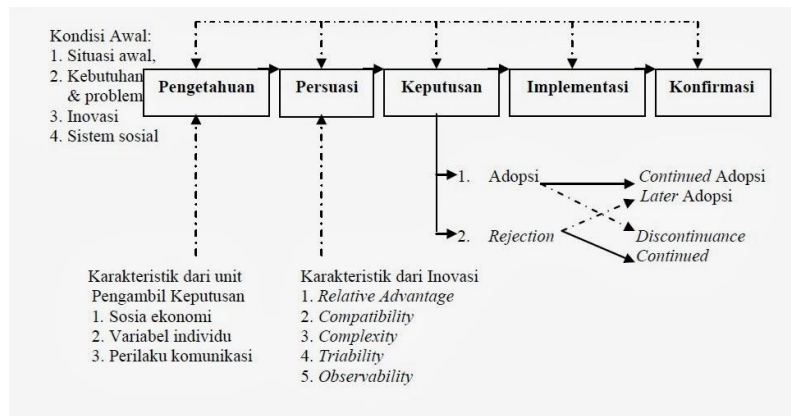 Kondisi Awal:
1. Situasi awal,
2. Kebutuhan
& problem
3. Inovasi
4. Sistem sosial
Pengetahuan
Persuasi
Keputusan
Implementasi
Konfirmasi
1. Adopsi
2. Rejection
Continued Adopsi
Later Adopsi
Discontinuance
Continued
Karakteristik dari unit
Pengambil Keputusan
1. Sosia ekonomi
2. Variabel individu
3. Perilaku komunikasi
Karakteristik dari Inovasi
1. Relative Advantage
2. Compatibility
3. Complexity
4. Triability
5. Observability